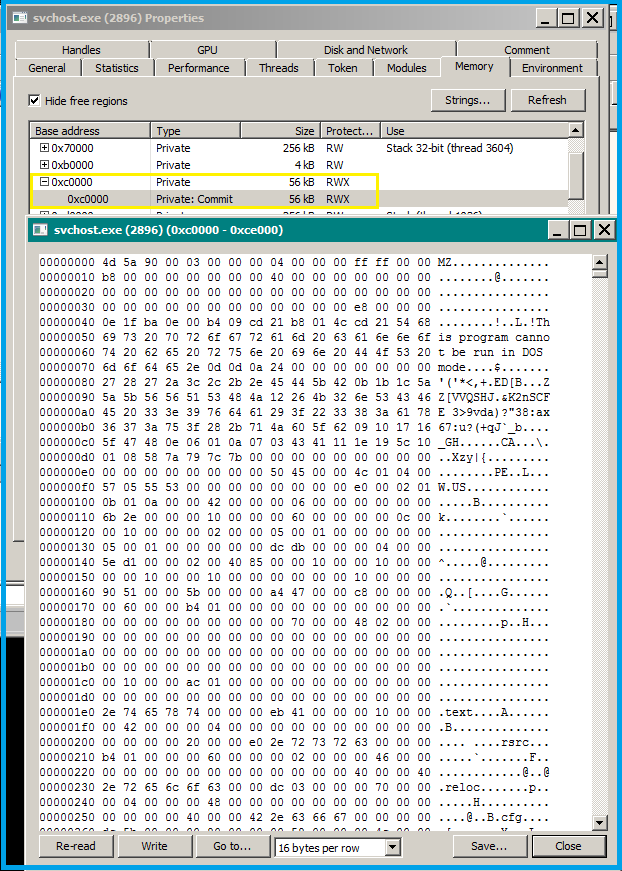 svchost.exe (2896) Properties
Handles GPU Disk and Network Comment
General Statistics Performance Threads Token Modules Memory Environment
Hide free regions Strings... Refresh
Base address Type Size Protect... Use
0x70000 Private 256 kB RW Stack 32-bit (thread 3604)
0xb0000 Private 4 kB RW
0xc0000 Private 56 kB RWX
0xc0000 Private: Commit 56 kB RWX
svchost.exe (2896) (0xc0000 - 0xce000)
00000000 4d 5a 90 00 03 00 00 00 04 00 00 00 ff ff 00 00 MZ..............
00000010 b8 00 00 00 00 00 00 00 40 00 00 00 00 00 00 00 ........@.......
00000020 00 00 00 00 00 00 00 00 00 00 00 00 00 00 00 00 ................
00000030 00 00 00 00 00 00 00 00 00 00 00 00 e8 00 00 00 ................
00000040 0e 1f ba 0e 00 b4 09 cd 21 b8 01 4c cd 21 54 68 ........!..L.!Th
00000050 69 73 20 70 72 6f 67 72 61 6d 20 63 61 6e 6e 6f is program canno
00000060 74 20 62 65 20 72 75 6e 20 69 6e 20 44 4f 53 20 t be run in DOS
00000070 6d 6f 64 65 2e 0d 0d 0a 24 00 00 00 00 00 00 00 mode....$.......
00000080 27 28 27 2a 3c 2c 2b 2e 45 44 5b 42 0b 1b 1c 5a '('*<,+.ED[B...Z
00000090 5a 5b 56 56 51 53 48 4a 12 26 4b 32 6e 53 43 46 Z[VVQSHJ.&K2nSCF
000000a0 45 20 33 3e 39 76 64 61 29 3f 22 33 38 3a 61 78 E 3>9vda)?"38:ax
000000b0 36 37 3a 75 3f 28 2b 71 4a 60 5f 62 09 10 17 16 67:u?(+qJ`_b....
000000c0 5f 47 48 0e 06 01 0a 07 03 43 41 11 1e 19 5c 10 _GH......CA...\.
000000d0 01 08 58 7a 79 7c 7b 00 00 00 00 00 00 00 00 00 ..Xzy|{.........
000000e0 00 00 00 00 00 00 00 00 50 45 00 00 4c 01 04 00 ........PE..L...
000000f0 57 05 55 53 00 00 00 00 00 00 00 00 e0 00 02 01 W.US............
00000100 0b 01 0a 00 00 42 00 00 00 06 00 00 00 00 00 00 .....B..........
00000110 6b 2e 00 00 00 10 00 00 00 60 00 00 00 00 0c 00 k........`......
00000120 00 10 00 00 00 02 00 00 05 00 01 00 00 00 00 00 ................
00000130 05 00 01 00 00 00 00 00 dc db 00 00 00 04 00 00 ................
00000140 5e d1 00 00 02 00 40 85 00 00 10 00 00 10 00 00 ^.....@.........
00000150 00 00 10 00 00 10 00 00 00 00 00 00 10 00 00 00 ................
00000160 90 51 00 00 5b 00 00 00 a4 47 00 00 c8 00 00 00 .Q..[....G......
00000170 00 60 00 00 b4 01 00 00 00 00 00 00 00 00 00 00 .`..............
00000180 00 00 00 00 00 00 00 00 00 70 00 00 48 02 00 00 .........p..H...
00000190 00 00 00 00 00 00 00 00 00 00 00 00 00 00 00 00 ................
000001a0 00 00 00 00 00 00 00 00 00 00 00 00 00 00 00 00 ................
000001b0 00 00 00 00 00 00 00 00 00 00 00 00 00 00 00 00 ................
000001c0 00 10 00 00 ac 01 00 00 00 00 00 00 00 00 00 00 ................
000001d0 00 00 00 00 00 00 00 00 00 00 00 00 00 00 00 00 ................
000001e0 2e 74 65 78 74 00 00 00 eb 41 00 00 00 10 00 00 .text....A......
000001f0 00 42 00 00 00 04 00 00 00 00 00 00 00 00 00 00 .B..............
00000200 00 00 00 00 20 00 00 e0 2e 72 73 72 63 00 00 00 .... ....rsrc...
00000210 b4 01 00 00 00 60 00 00 00 02 00 00 00 46 00 00 .....`.......F..
00000220 00 00 00 00 00 00 00 00 00 00 00 00 40 00 00 40 ............@..@
00000230 2e 72 65 6c 6f 63 00 00 00 dc 03 00 00 00 70 00 00 .reloc.......p..
00000240 00 04 00 00 00 48 00 00 00 00 00 00 00 00 00 00 .....H..........
00000250 00 00 00 00 40 00 00 42 2e 63 66 67 00 00 00 00 ....@..B.cfg....
Re-read Write Go to... 16 bytes per row Save... Close